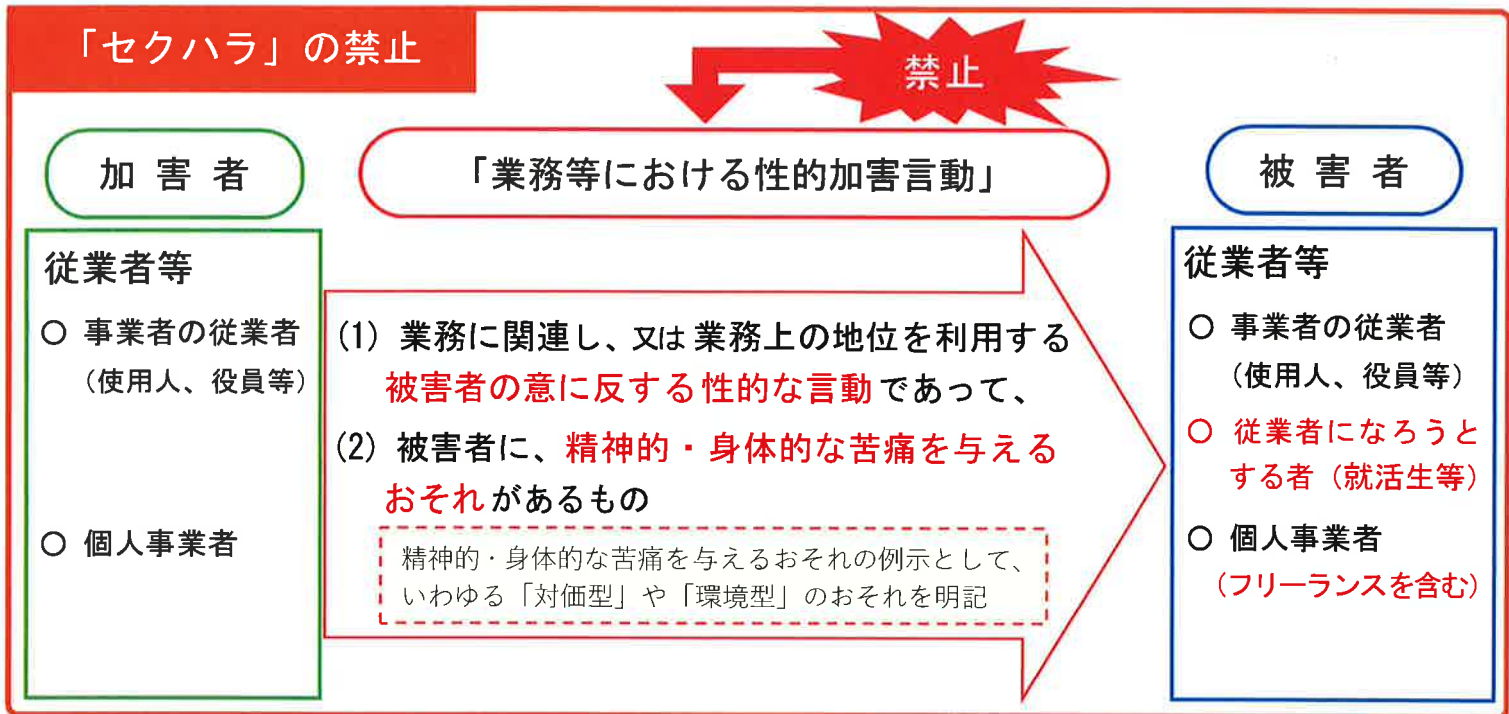 「セクハラ」の禁止
禁止
加害者
「業務等における性的加害言動」
被害者
従業者等
○ 事業者の従業者
（使用人、役員等）
○ 個人事業者
(1) 業務に関連し、又は業務上の地位を利用する
被害者の意に反する性的な言動であって、
(2) 被害者に、精神的・身体的な苦痛を与える
おそれがあるもの
精神的・身体的な苦痛を与えるおそれの例示として、
いわゆる「対価型」や「環境型」のおそれを明記
従業者等
○ 事業者の従業者
（使用人、役員等）
○ 従業者になろうと
する者（就活生等）
○ 個人事業者
（フリーランスを含む）